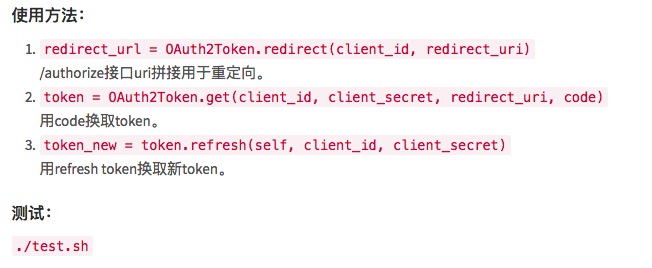 使用方法：
1. redirect_url = OAuth2Token.redirect(client_id, redirect_uri)
/authorize接口uri拼接用于重定向。
2. token = OAuth2Token.get(client_id, client_secret, redirect_uri, code)
用code换取token。
3. token_new = token.refresh(self, client_id, client_secret)
用refresh token换取新token。
测试：
./test.sh